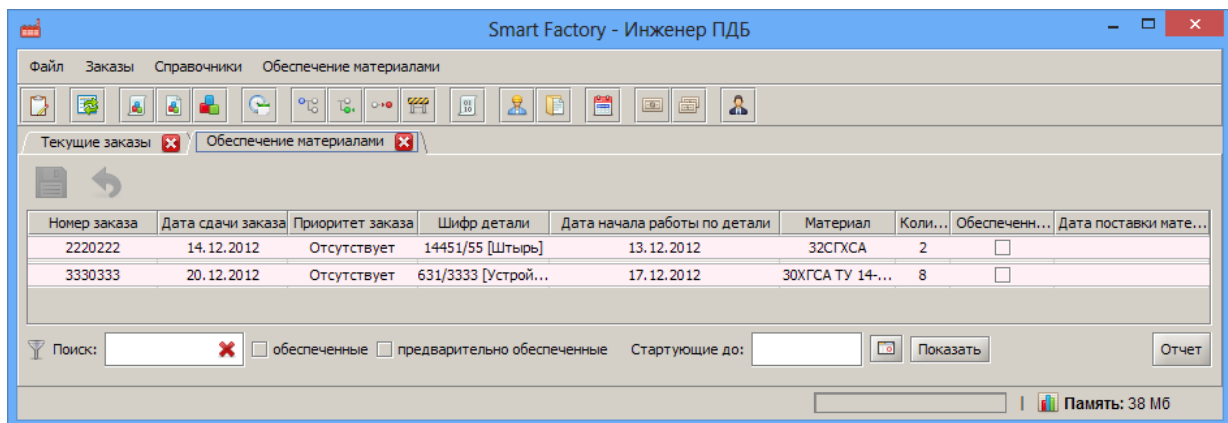 Smart Factory - Инженер ПДБ
Файл Заказы Справочники Обеспечение материалами
Текущие заказы Обеспечение материалами
Номер заказа Дата сдачи заказа Приоритет заказа Шифр детали Дата начала работы по детали Материал Коли... Обеспеченн... Дата поставки мате...
2220222 14.12.2012 Отсутствует 14451/55 [Штырь] 13.12.2012 32СГХСА 2
3330333 20.12.2012 Отсутствует 631/3333 [Устрой... 17.12.2012 30ХГСА ТУ 14-... 8
Поиск: обеспеченные предварительно обеспеченные Стартующие до: Показать Отчет
Память: 38 Мб